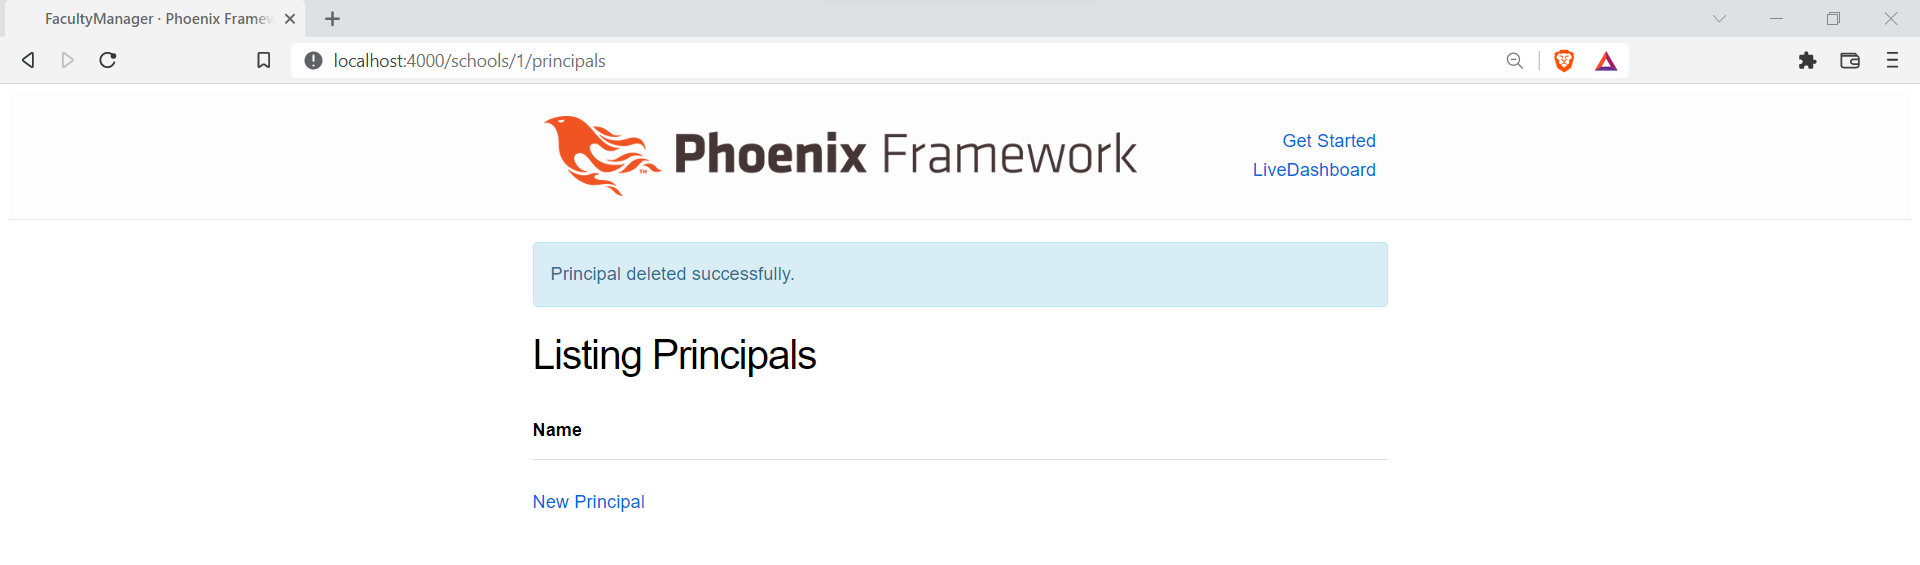 FacultyManager · Phoenix Framew
localhost:4000/schools/1/principals
Phoenix Framework
TM
Get Started
LiveDashboard
Principal deleted successfully.
Listing Principals
Name
New Principal